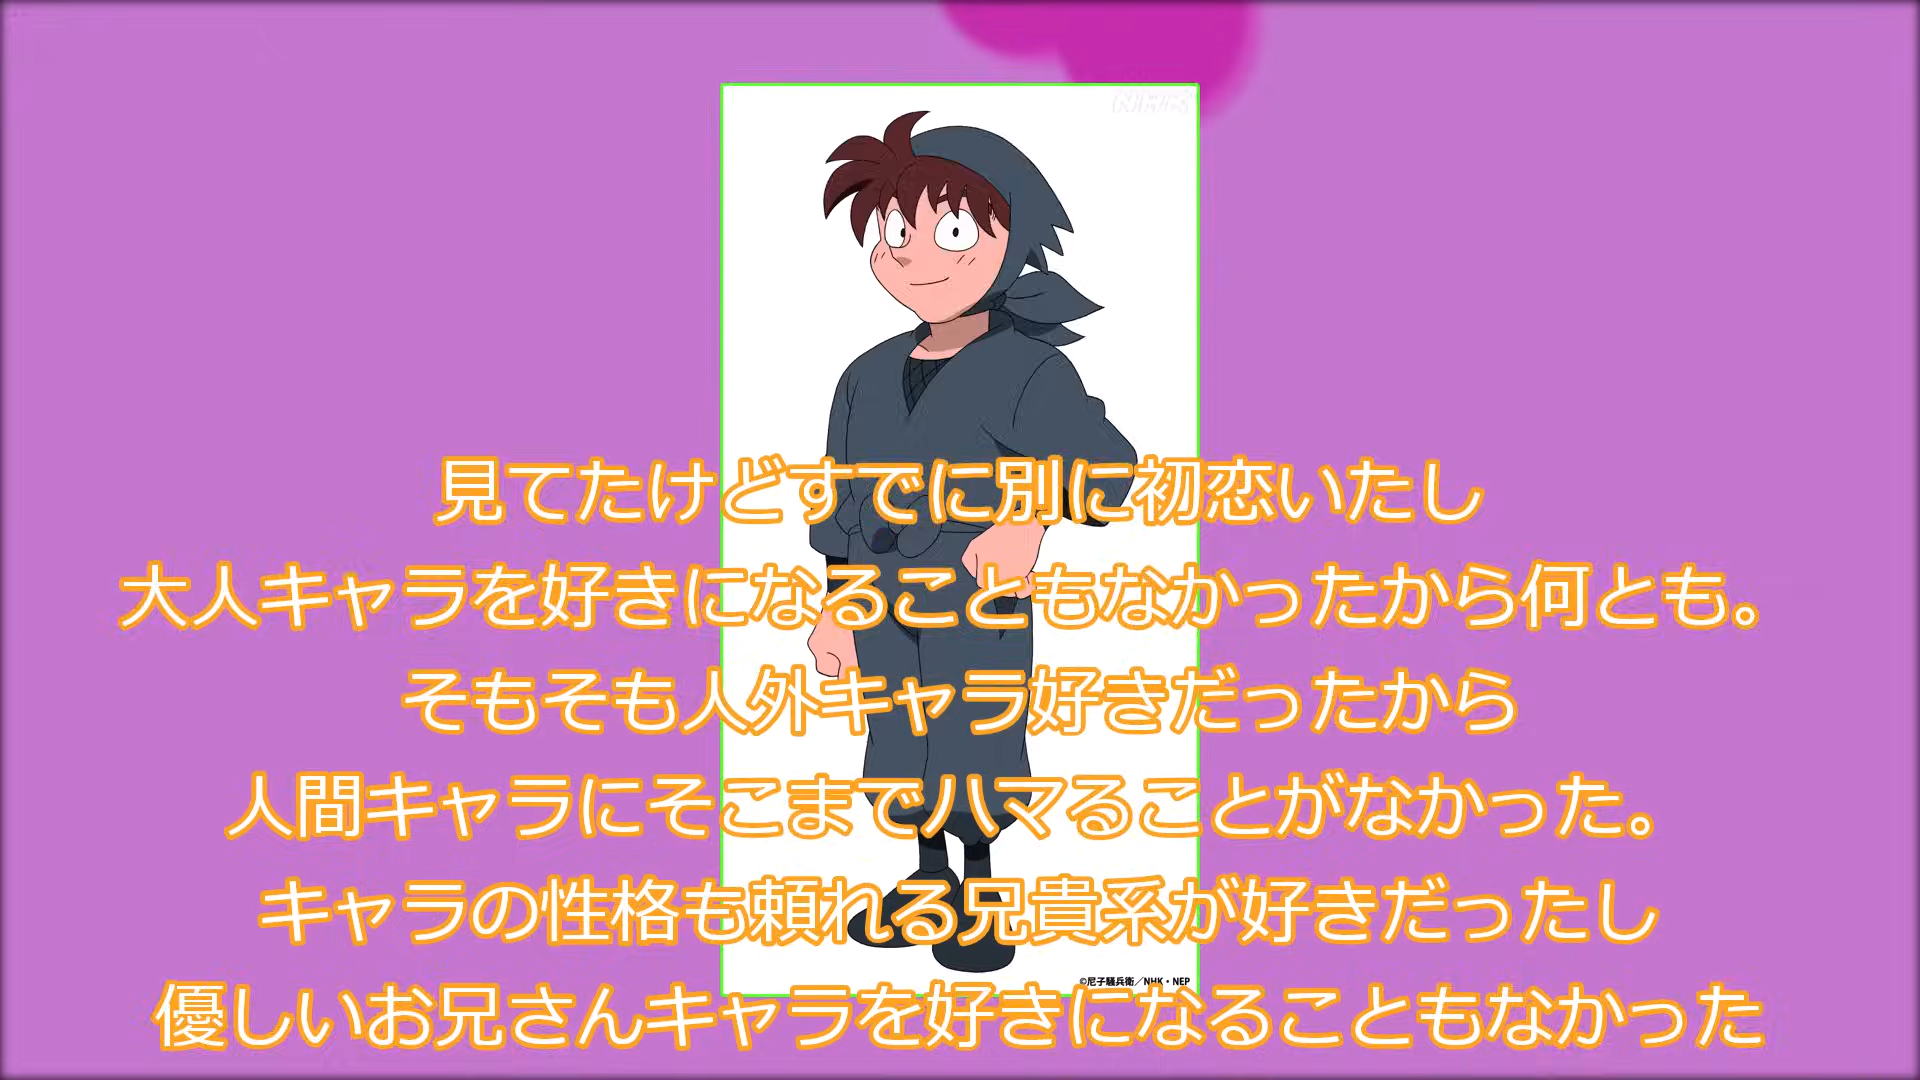 NHK
見てたけどすでに別に初恋いたし
大人キャラを好きになることもなかったから何とも。
そもそも人外キャラ好きだったから
人間キャラにそこまでハマることがなかった。
キャラの性格も頼れる兄貴系が好きだったし
©尼子騒兵衛／NHK・NEP
優しいお兄さんキャラを好きになることもなかった